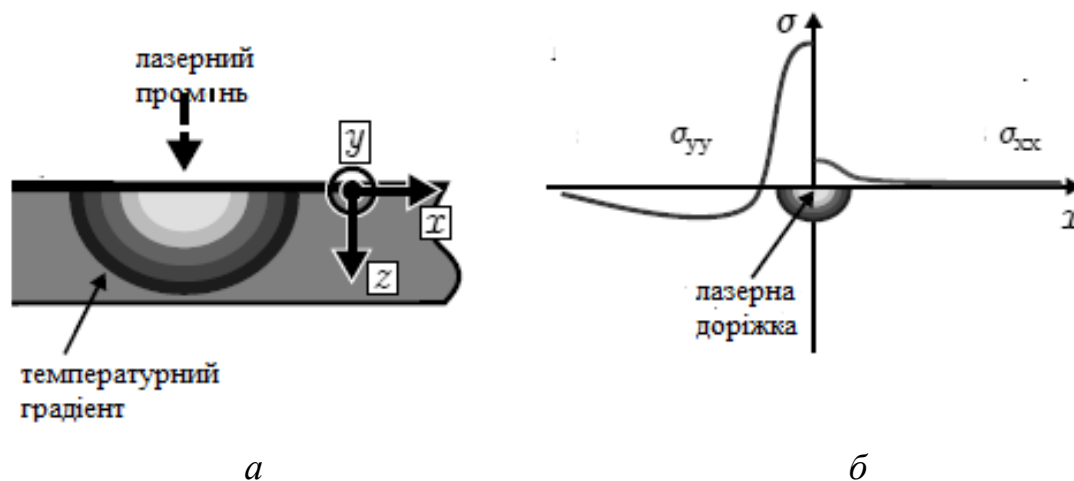 лазерний
промінь
y
x
z
температурний
градієнт
а
σ
σyy
σxx
x
лазерна
доріжка
б